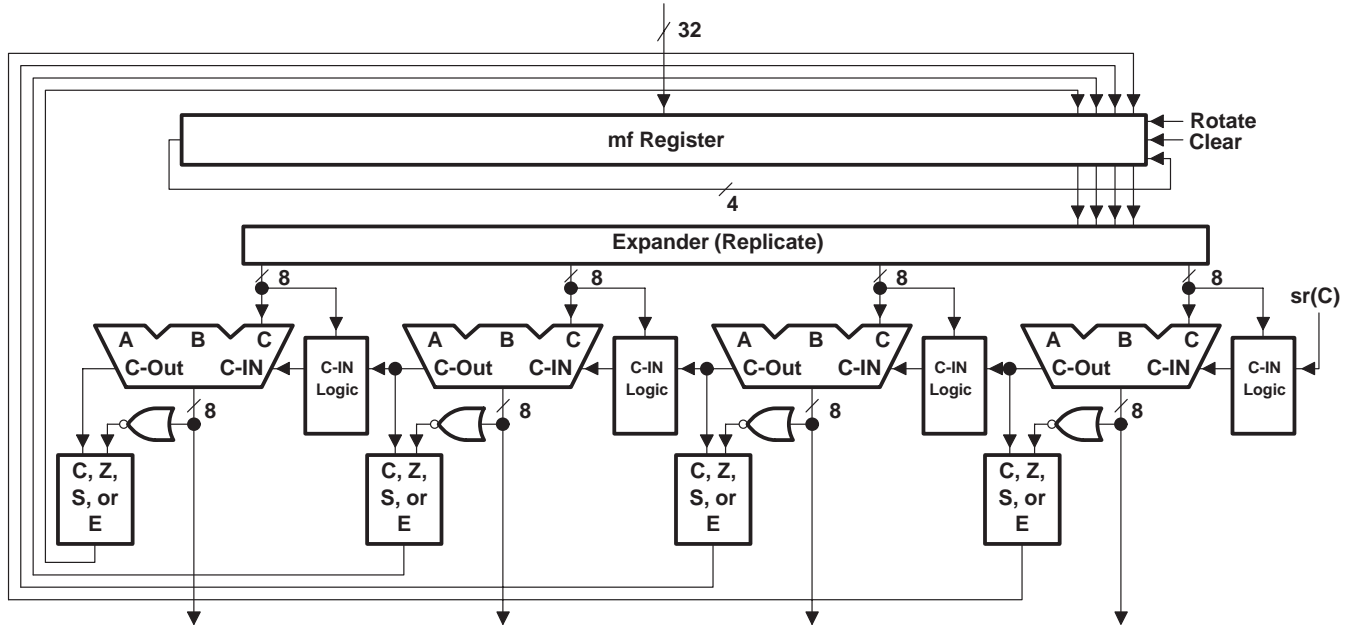 32
mf Register
Rotate
Clear
4
Expander (Replicate)
8
8
8
8
sr(C)
A B C
C-Out C-IN
C-IN
Logic
A B C
C-Out C-IN
C-IN
Logic
A B C
C-Out C-IN
C-IN
Logic
A B C
C-Out C-IN
C-IN
Logic
8
8
8
8
C, Z,
S, or
E
C, Z,
S, or
E
C, Z,
S, or
E
C, Z,
S, or
E